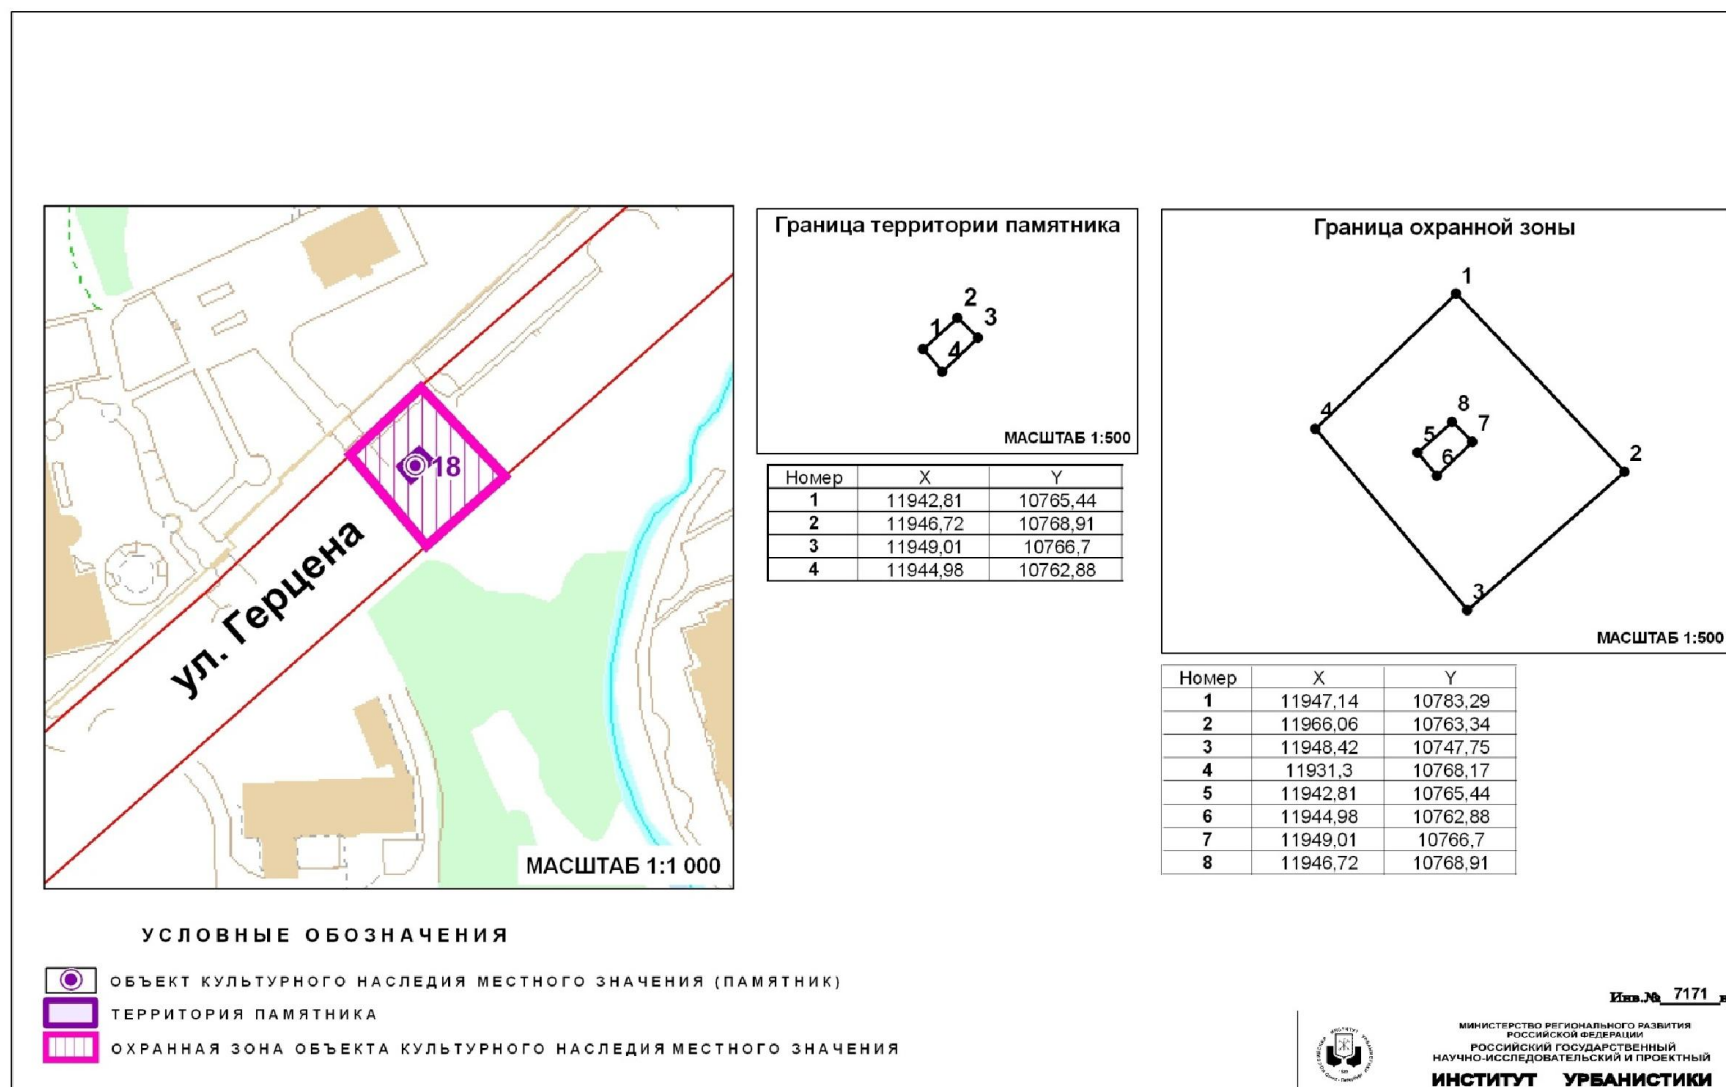 18
ул. Герцена
МАСШТАБ 1:1 000
Граница территории памятника
2
1
3
4
МАСШТАБ 1:500
Номер X Y
1 11942,81 10765,44
2 11946,72 10768,91
3 11949,01 10766,7
4 11944,98 10762,88
Граница охранной зоны
1
4
8
5
7
6
2
3
МАСШТАБ 1:500
Номер X Y
1 11947,14 10783,29
2 11966,06 10763,34
3 11948,42 10747,75
4 11931,3 10768,17
5 11942,81 10765,44
6 11944,98 10762,88
7 11949,01 10766,7
8 11946,72 10768,91
УСЛОВНЫЕ ОБОЗНАЧЕНИЯ
ОБЪЕКТ КУЛЬТУРНОГО НАСЛЕДИЯ МЕСТНОГО ЗНАЧЕНИЯ (ПАМЯТНИК)
ТЕРРИТОРИЯ ПАМЯТНИКА
ОХРАННАЯ ЗОНА ОБЪЕКТА КУЛЬТУРНОГО НАСЛЕДИЯ МЕСТНОГО ЗНАЧЕНИЯ
Инв.№ 7171
МИНИСТЕРСТВО РЕГИОНАЛЬНОГО РАЗВИТИЯ
РОССИЙСКОЙ ФЕДЕРАЦИИ
РОССИЙСКИЙ ГОСУДАРСТВЕННЫЙ
НАУЧНО-ИССЛЕДОВАТЕЛЬСКИЙ И ПРОЕКТНЫЙ
ИНСТИТУТ УРБАНИСТИКИ